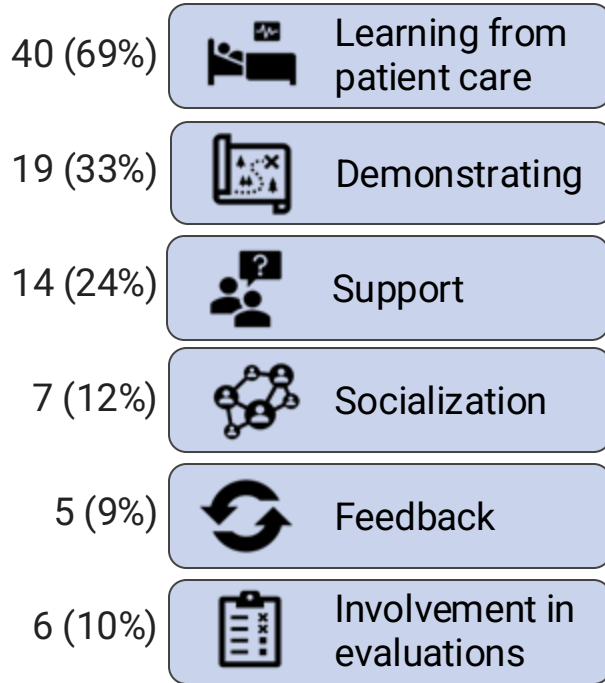 40 (69%)
Learning from
patient care
19 (33%)
Demonstrating
14 (24%)
?
Support
7 (12%)
Socialization
5 (9%)
Feedback
6 (10%)
Involvement in
evaluations